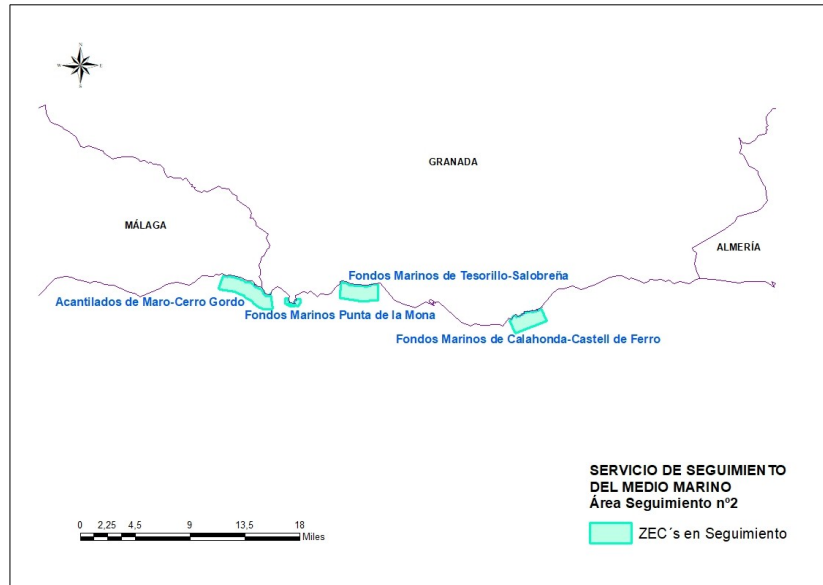 N
W E
S
GRANADA
MÁLAGA
ALMERÍA
Fondos Marinos de Tesorillo-Salobreña
Acantilados de Maro-Cerro Gordo
Fondos Marinos Punta de la Mona
Fondos Marinos de Calahonda-Castell de Ferro
SERVICIO DE SEGUIMIENTO
DEL MEDIO MARINO
Área Seguimiento nº2
ZEC´s en Seguimiento
0 2,25 4,5 9 13,5 18
Miles